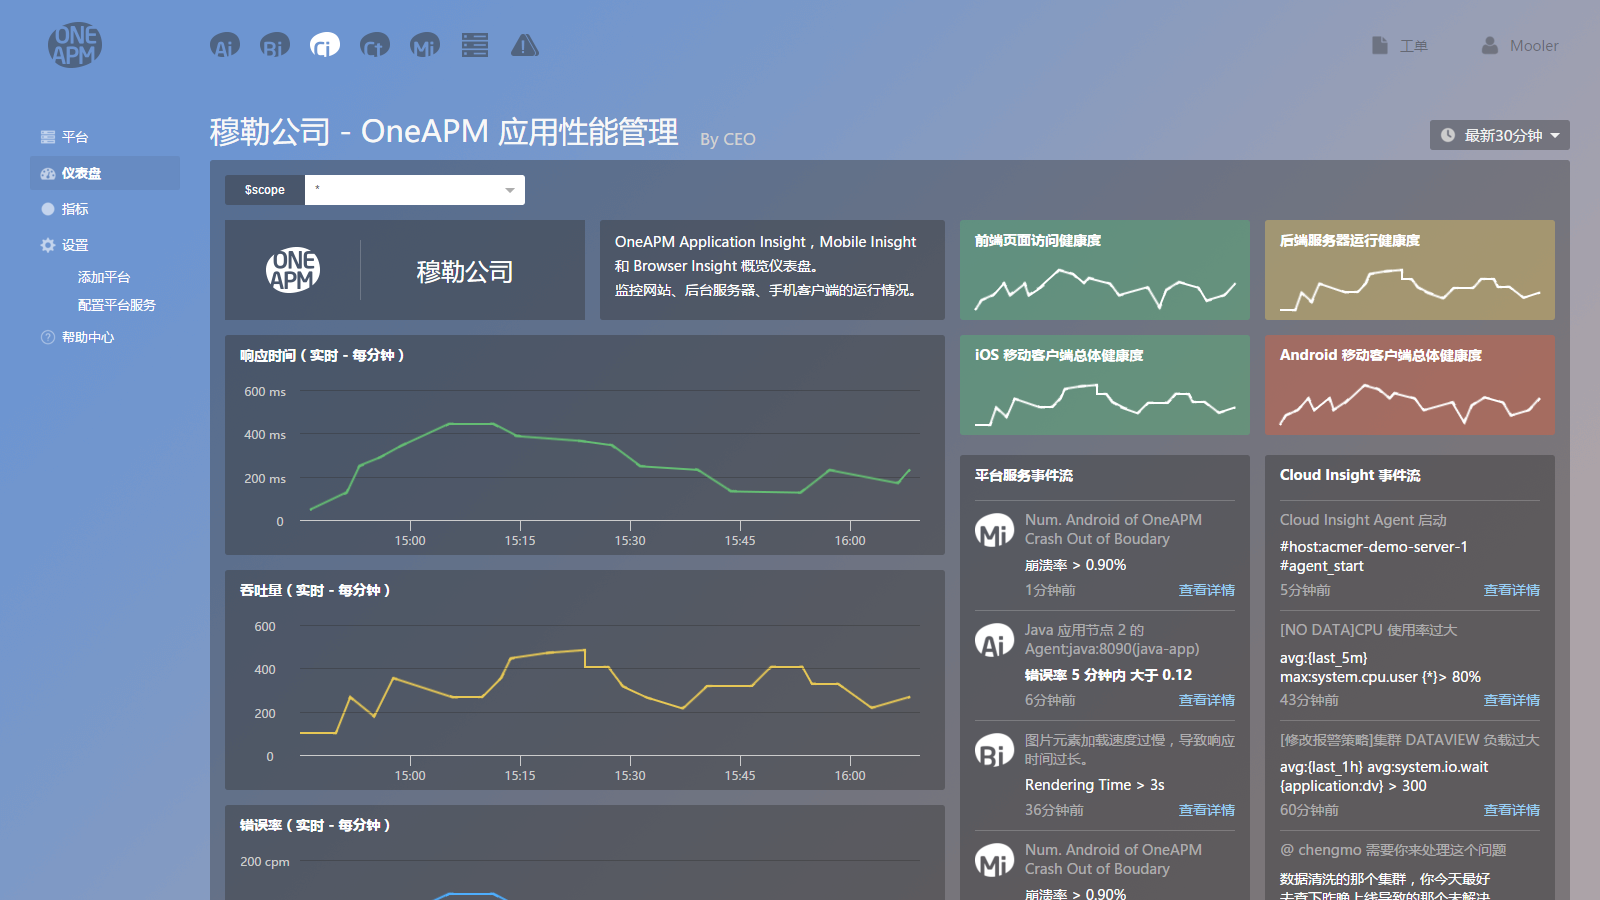 ONE
APM
Ai
Bi
Ci
Ct
Mi
工单
Mooler
平台
仪表盘
指标
设置
添加平台
配置平台服务
帮助中心
穆勒公司 - OneAPM 应用性能管理
By CEO
最新30分钟
$scope
*
ONE
APM
穆勒公司
OneAPM Application Insight，Mobile Inisght
和 Browser Insight 概览仪表盘。
监控网站、后台服务器、手机客户端的运行情况。
前端页面访问健康度
后端服务器运行健康度
iOS 移动客户端总体健康度
Android 移动客户端总体健康度
响应时间（实时 - 每分钟）
600 ms
400 ms
200 ms
0
15:00
15:15
15:30
15:45
16:00
吞吐量（实时 - 每分钟）
600
400
200
0
15:00
15:15
15:30
15:45
16:00
错误率（实时 - 每分钟）
200 cpm
平台服务事件流
Mi
Num. Android of OneAPM
Crash Out of Boudary
崩溃率 > 0.90%
1分钟前
查看详情
Ai
Java 应用节点 2 的
Agent:java:8090(java-app)
错误率 5 分钟内 大于 0.12
6分钟前
查看详情
Bi
图片元素加载速度过慢，导致响应
时间过长。
Rendering Time > 3s
36分钟前
查看详情
Mi
Num. Android of OneAPM
Crash Out of Boudary
崩溃率 > 0.90%
Cloud Insight 事件流
Cloud Insight Agent 启动
#host:acmer-demo-server-1
#agent_start
5分钟前
查看详情
[NO DATA]CPU 使用率过大
avg:{last_5m}
max:system.cpu.user {*}> 80%
43分钟前
查看详情
[修改报警策略]集群 DATAVIEW 负载过大
avg:{last_1h} avg:system.io.wait
{application:dv} > 300
60分钟前
查看详情
@ chengmo 需要你来处理这个问题
数据清洗的那个集群，你今天最好
去查下昨晚上线导致的那个未解决